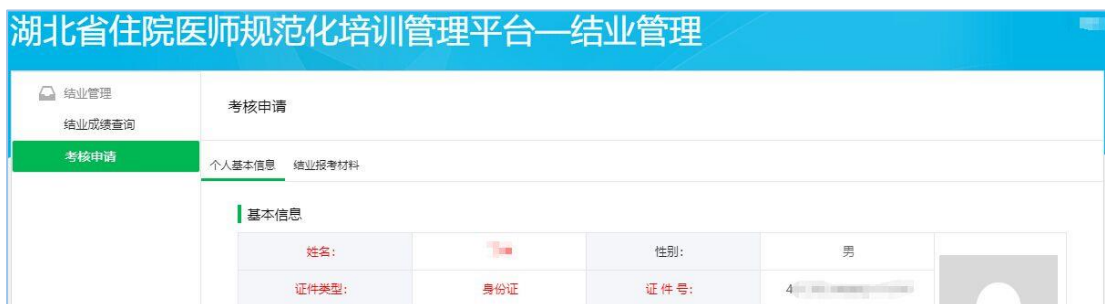 湖北省住院医师规范化培训管理平台—结业管理
结业管理
结业成绩查询
考核申请
考核申请
个人基本信息 结业报考材料
基本信息
姓名: 性别: 男
证件类型: 身份证 证件号: 4